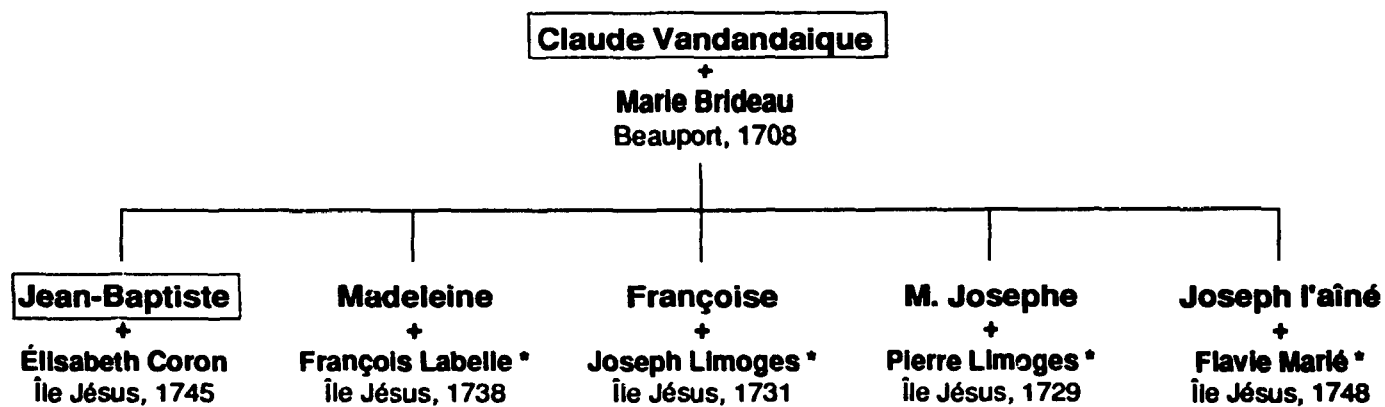 Claude Vandandaique
+
Marie Brideau
Beauport, 1708
Jean-Baptiste
+
Élisabeth Coron
Île Jésus, 1745
Madeleine
+
François Labelle *
Île Jésus, 1738
Françoise
+
Joseph Limoges *
Île Jésus, 1731
M. Josephe
+
Pierre Limoges *
Île Jésus, 1729
Joseph l'aîné
+
Flavie Marié *
Île Jésus, 1748